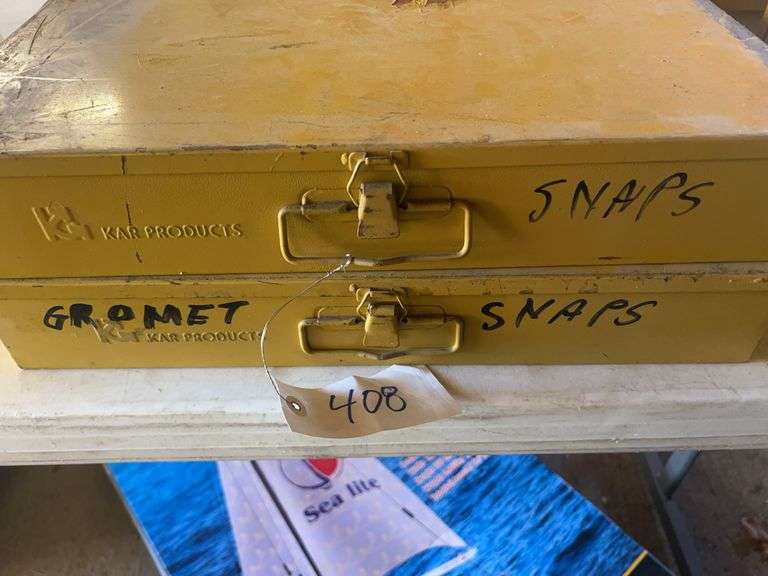 KAR PRODUCTS
SNAPS
GROMET
KAR PRODUCTS
SNAPS
408
Sea lite